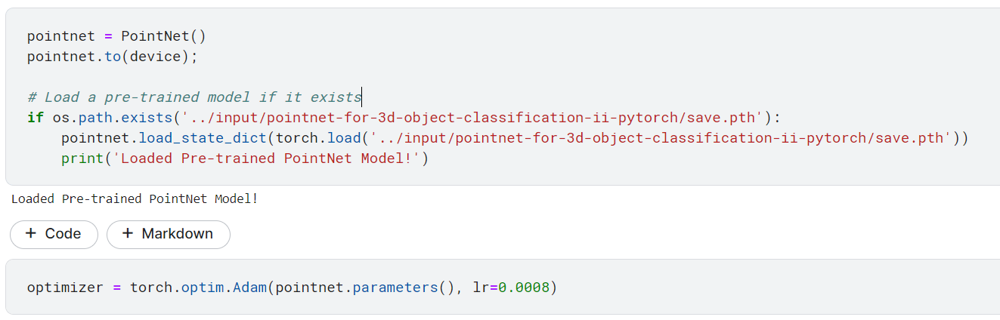 pointnet = PointNet()
pointnet.to(device);
# Load a pre-trained model if it exists
if os.path.exists('../input/pointnet-for-3d-object-classification-ii-pytorch/save.pth'):
    pointnet.load_state_dict(torch.load('../input/pointnet-for-3d-object-classification-ii-pytorch/save.pth'))
    print('Loaded Pre-trained PointNet Model!')
Loaded Pre-trained PointNet Model!
+ Code + Markdown
optimizer = torch.optim.Adam(pointnet.parameters(), lr=0.0008)